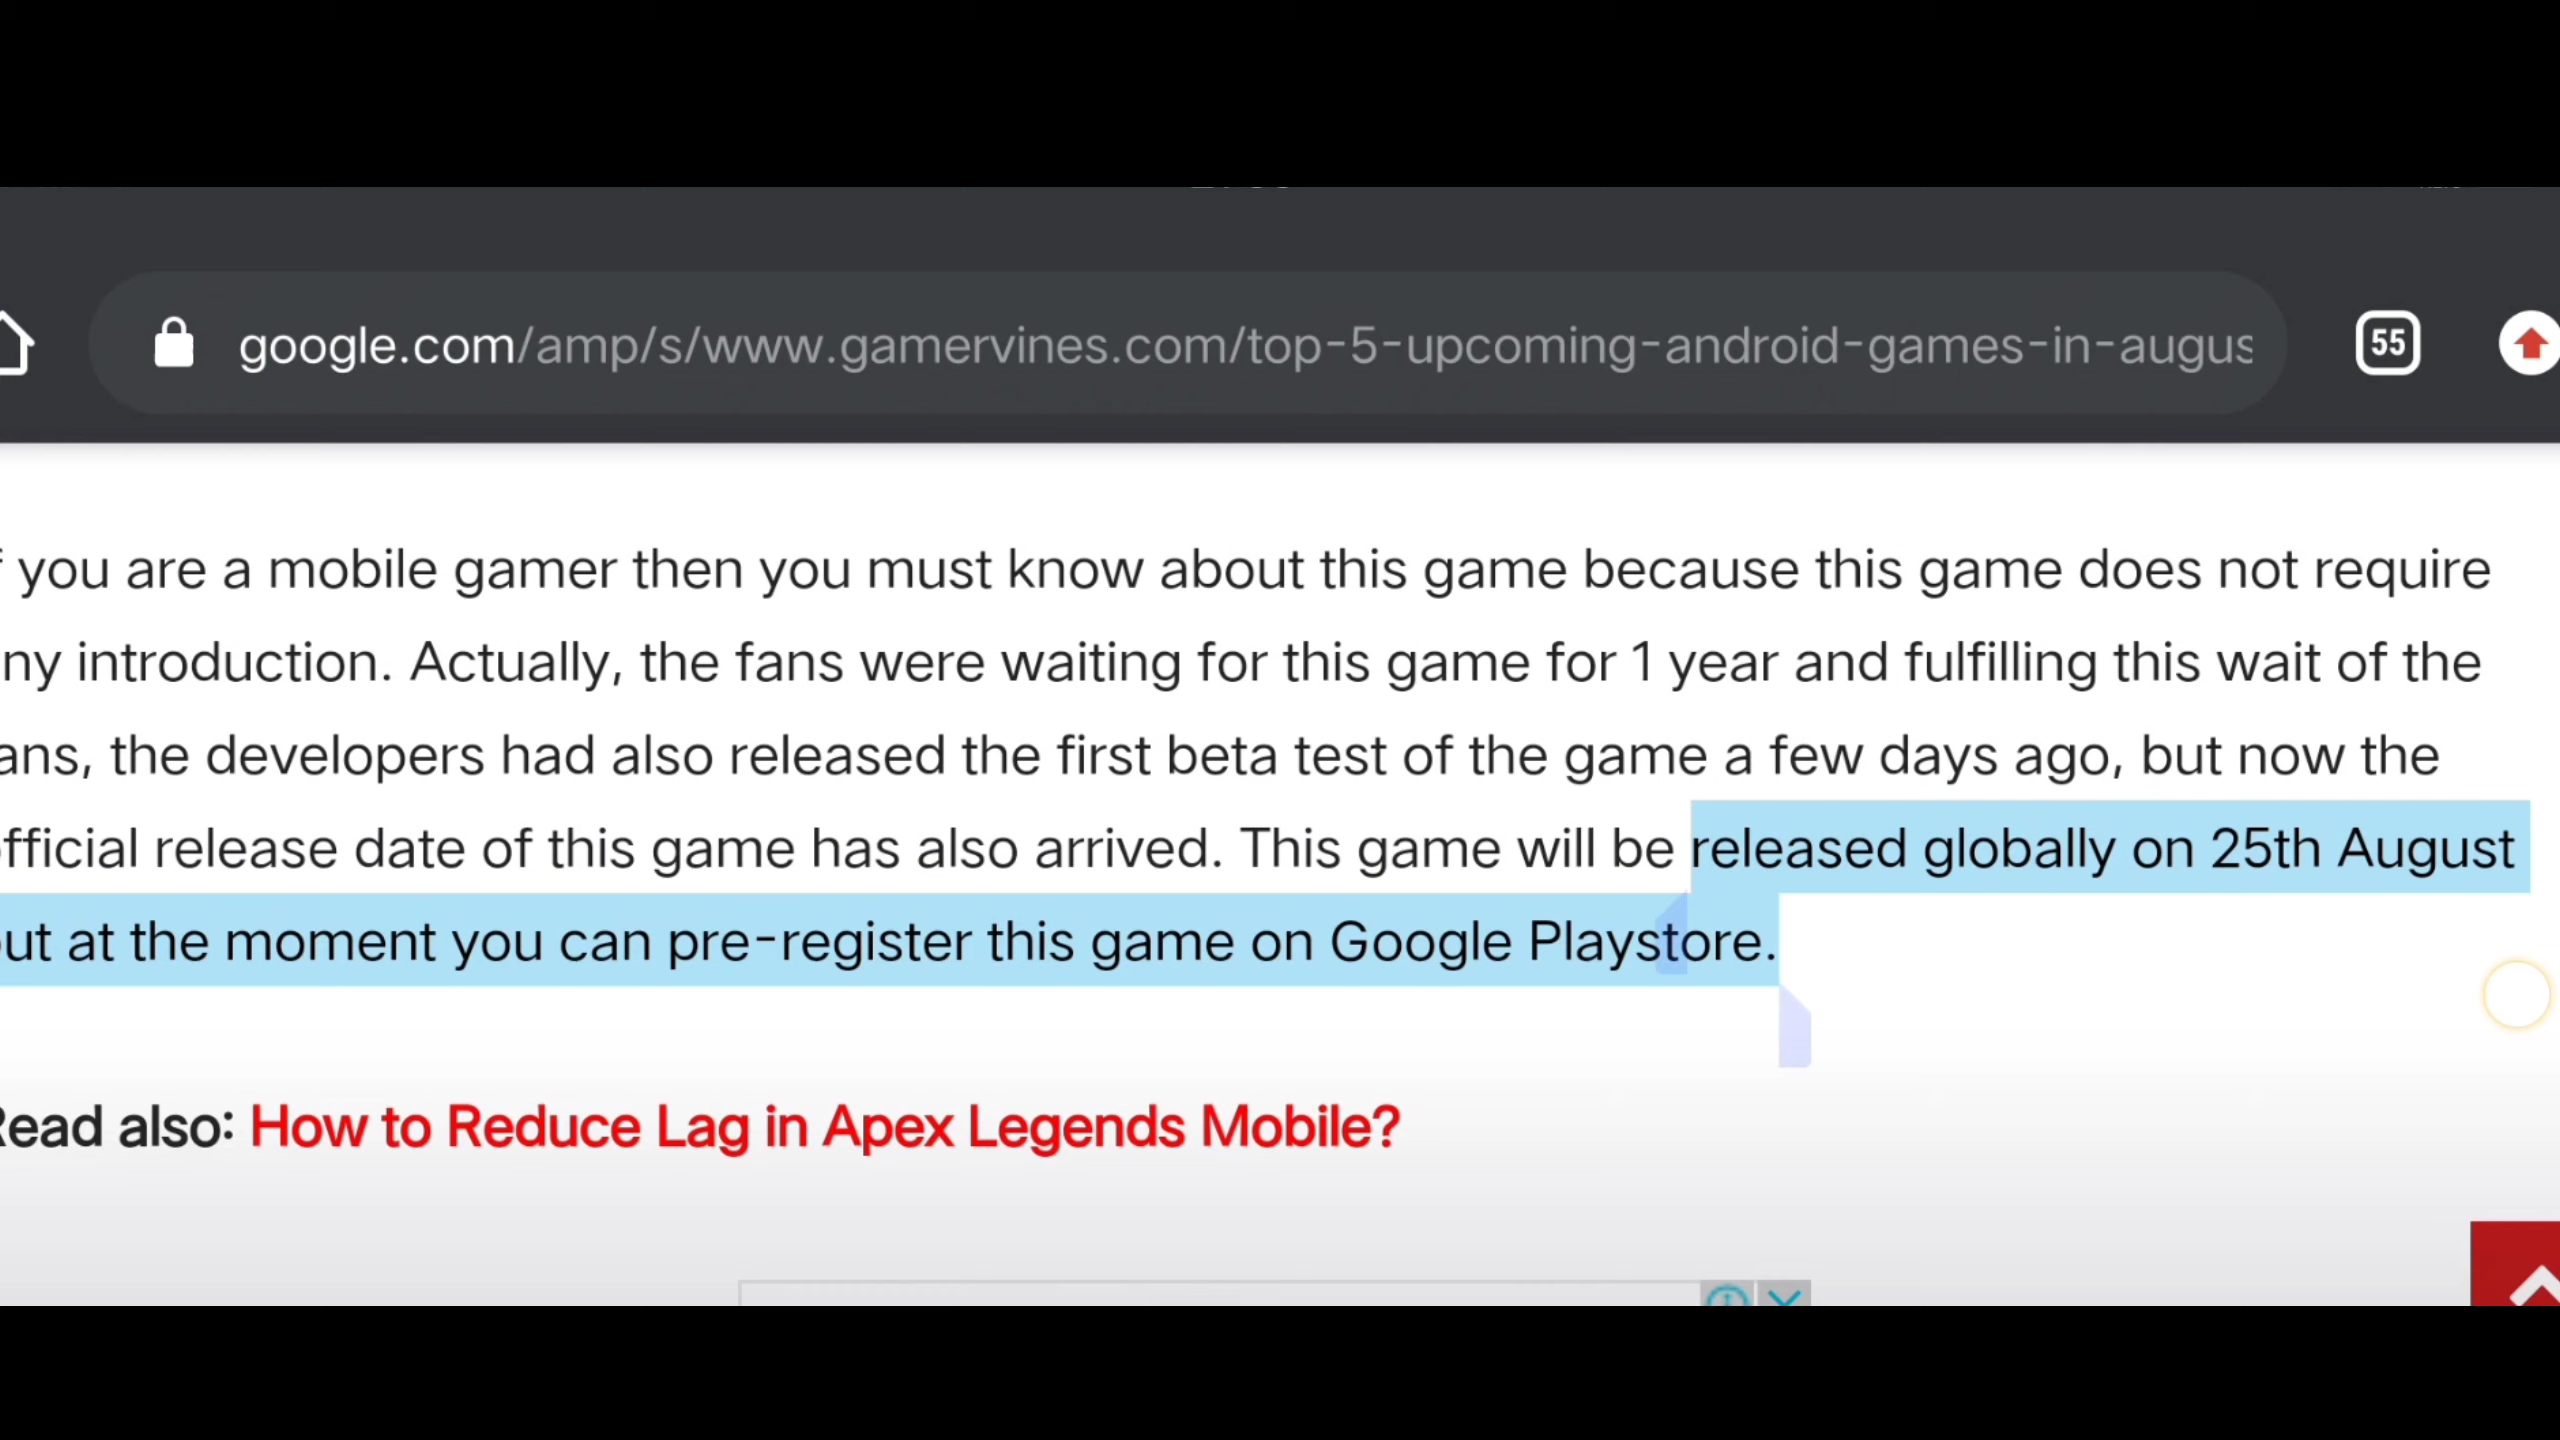 google.com/amp/s/www.gamervines.com/top-5-upcoming-android-games-in-augus
55
you are a mobile gamer then you must know about this game because this game does not require
ny introduction. Actually, the fans were waiting for this game for 1 year and fulfilling this wait of the
ans, the developers had also released the first beta test of the game a few days ago, but now the
fficial release date of this game has also arrived. This game will be released globally on 25th August
ut at the moment you can pre-register this game on Google Playstore.
Read also: How to Reduce Lag in Apex Legends Mobile?